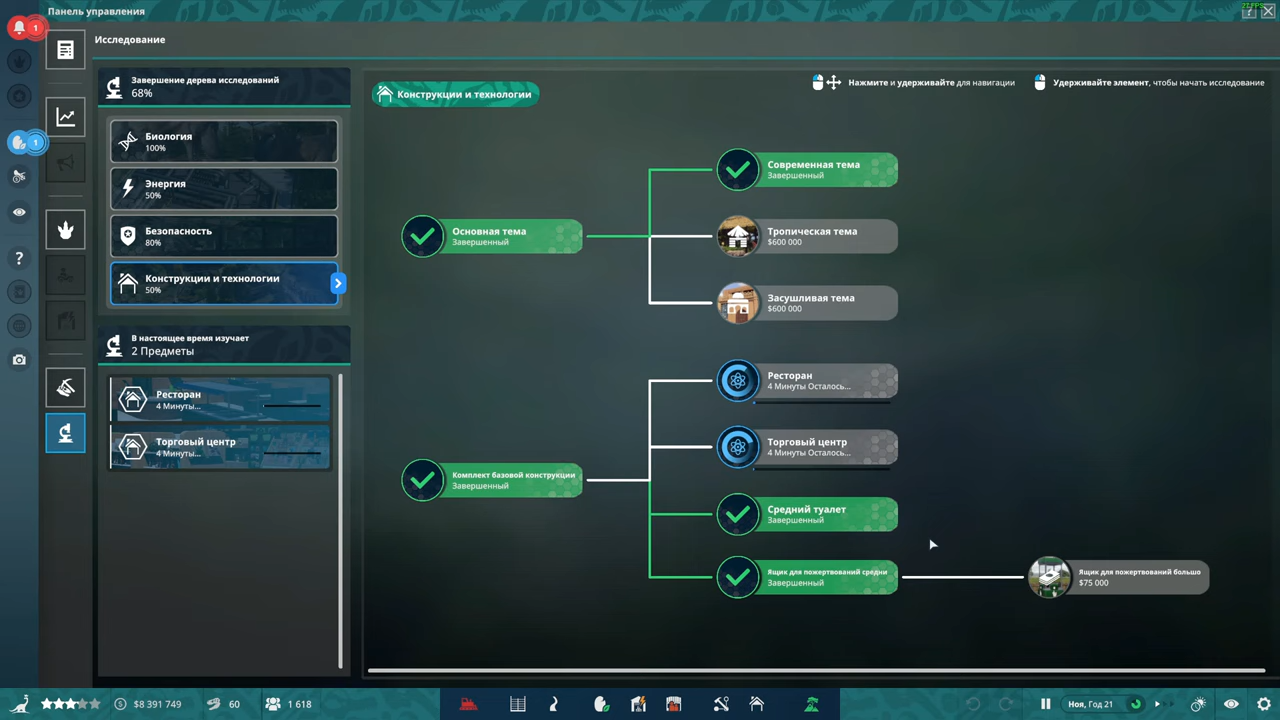 Панель управления
1
Исследование
Завершение дерева исследований
68%
Биология
100%
Энергия
50%
Безопасность
80%
Конструкции и технологии
50%
1
В настоящее время изучает
2 Предметы
Ресторан
4 Минуты...
Торговый центр
4 Минуты...
Конструкции и технологии
Нажмите и удерживайте для навигации
Удерживайте элемент, чтобы начать исследование
Современная тема
Завершенный
Основная тема
Завершенный
Тропическая тема
$600 000
Засушливая тема
$600 000
Ресторан
4 Минуты Осталось...
Торговый центр
4 Минуты Осталось...
Комплект базовой конструкции
Завершенный
Средний туалет
Завершенный
Ящик для пожертвований средни
Завершенный
Ящик для пожертвований большо
$75 000
$8 391 749
60
1 618
Ноя, Год 21